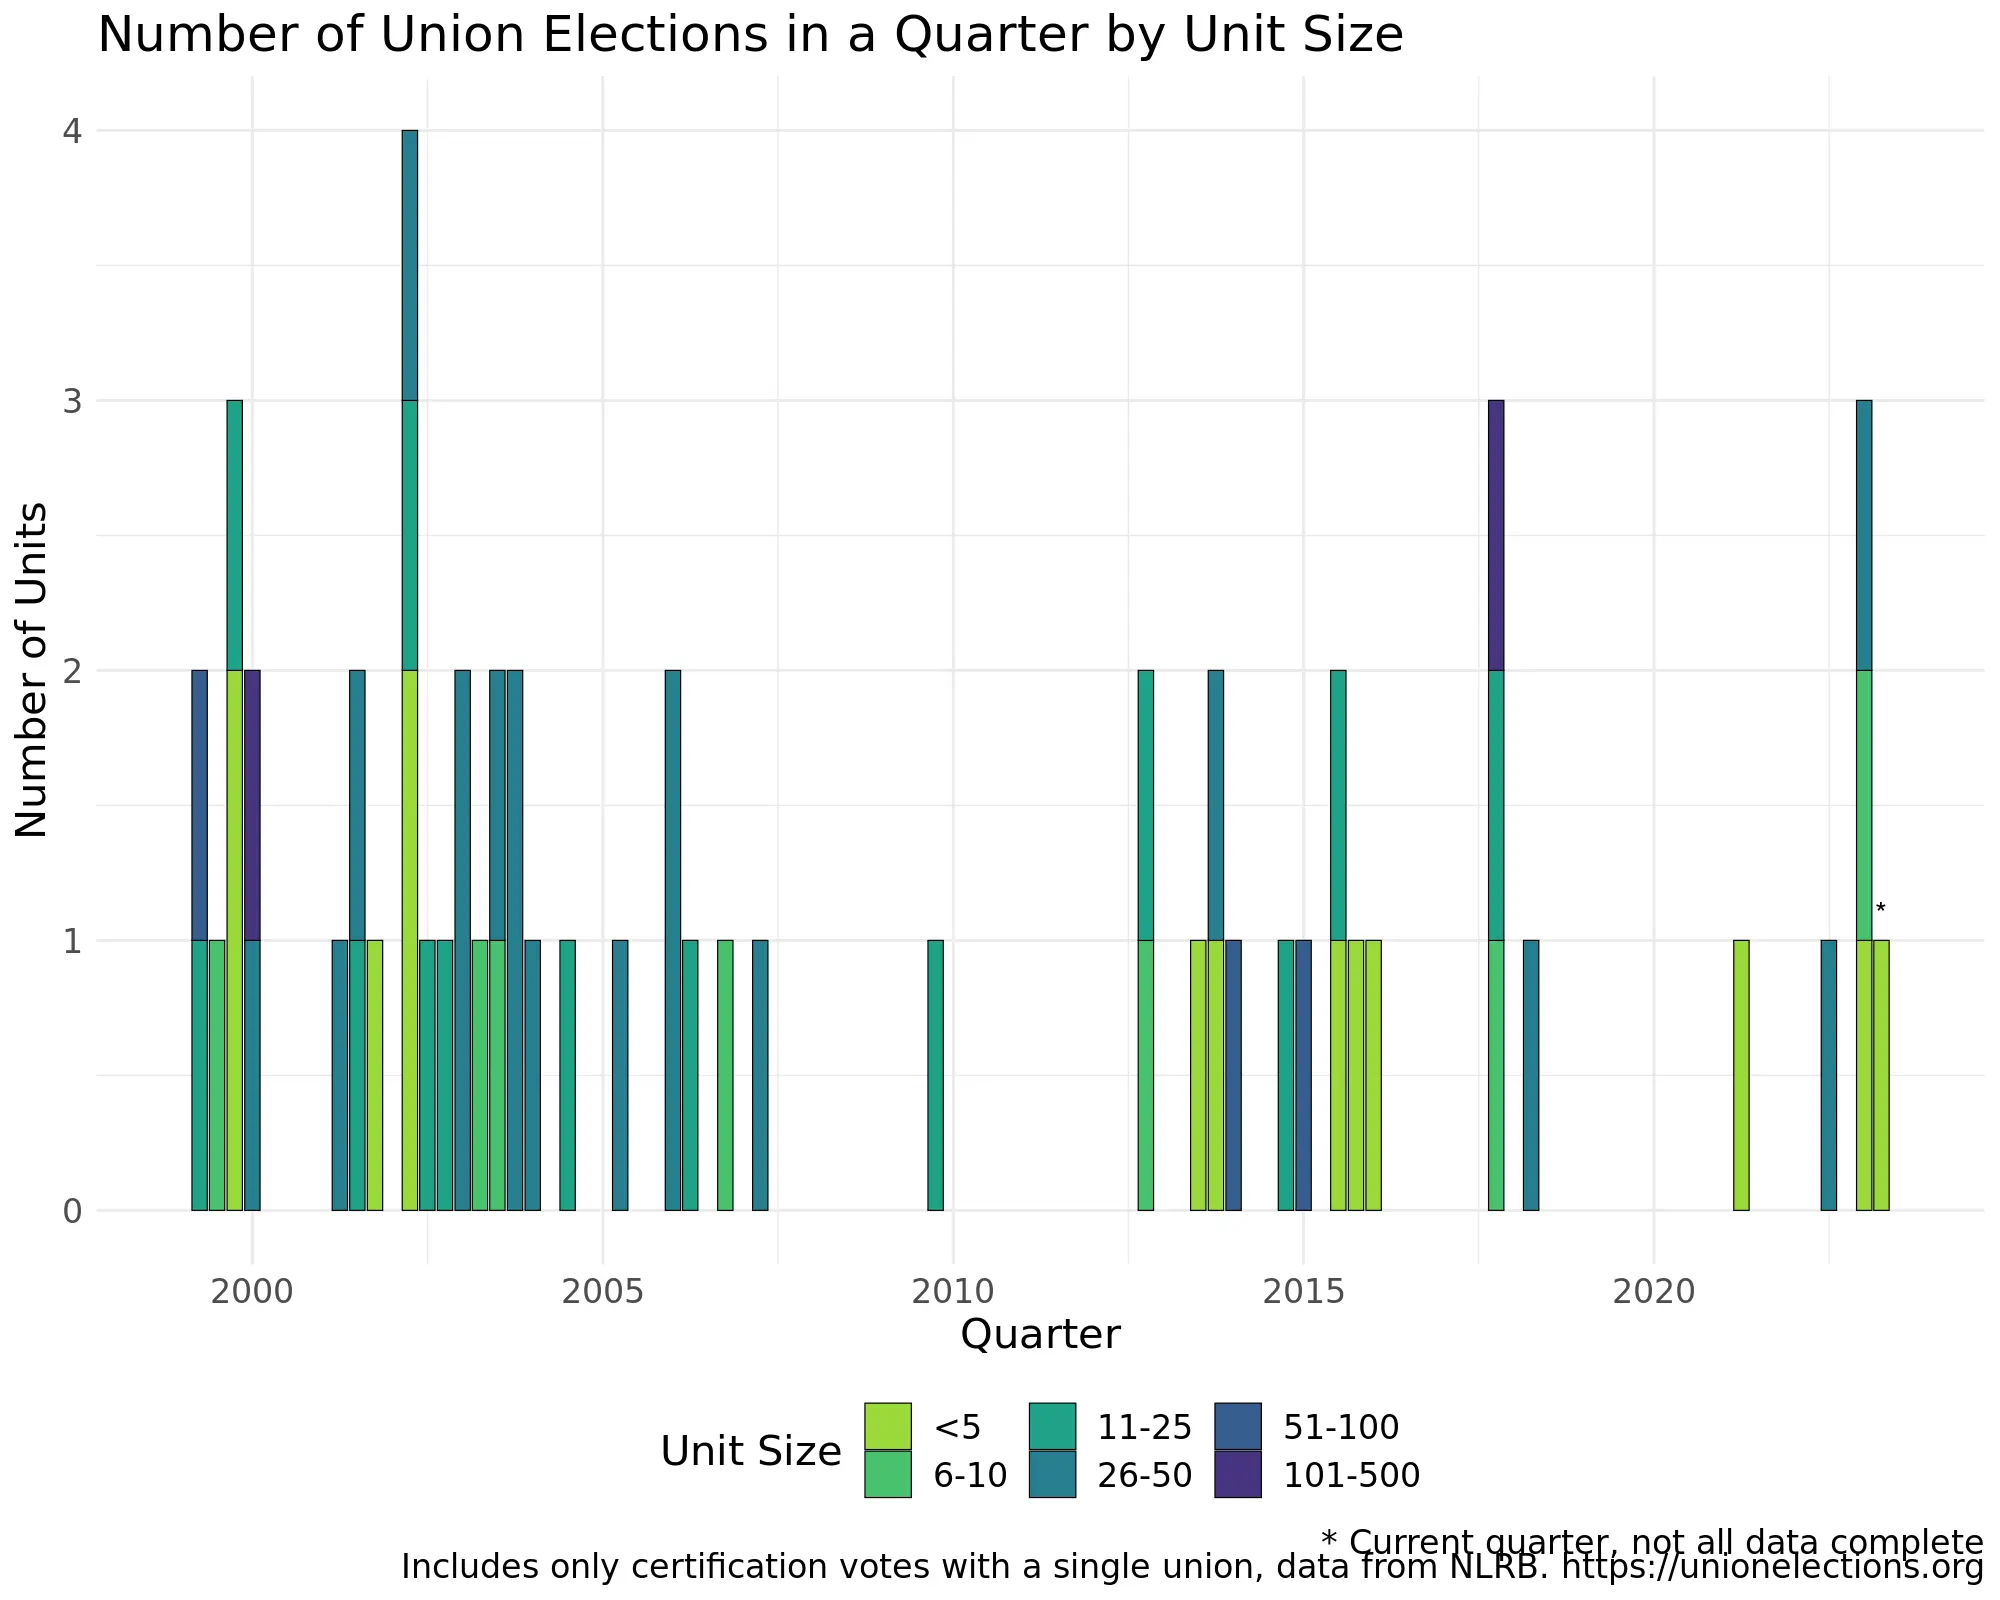 Number of Union Elections in a Quarter by Unit Size
Number of Units
4
3
2
1
0
*
2000 2005 2010 2015 2020
Quarter
Unit Size
<5 11-25 51-100
6-10 26-50 101-500
* Current quarter, not all data complete
Includes only certification votes with a single union, data from NLRB. https://unionelections.org